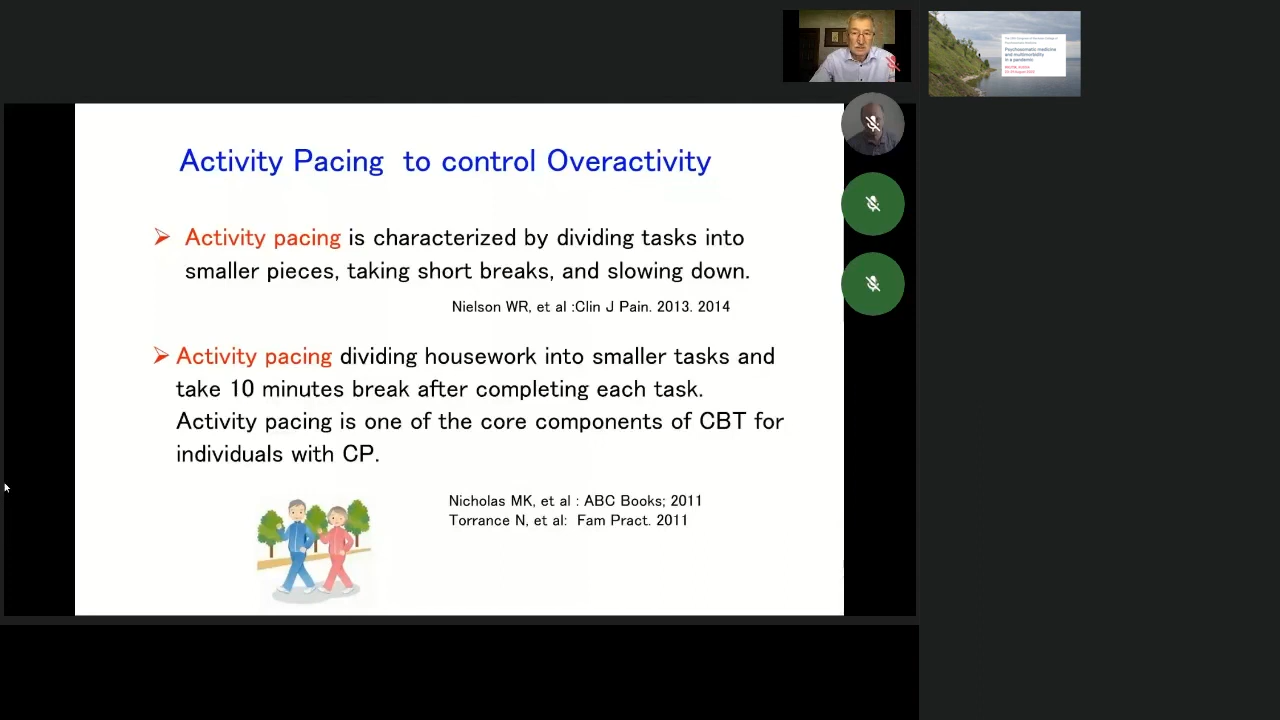 Activity Pacing to control Overactivity
Activity pacing is characterized by dividing tasks into
smaller pieces, taking short breaks, and slowing down.
Nielson WR, et al :Clin J Pain. 2013. 2014
Activity pacing dividing housework into smaller tasks and
take 10 minutes break after completing each task.
Activity pacing is one of the core components of CBT for
individuals with CP.
Nicholas MK, et al : ABC Books; 2011
Torrance N, et al: Fam Pract. 2011
Psychosomatic medicine
and multimorbidity
in a pandemic